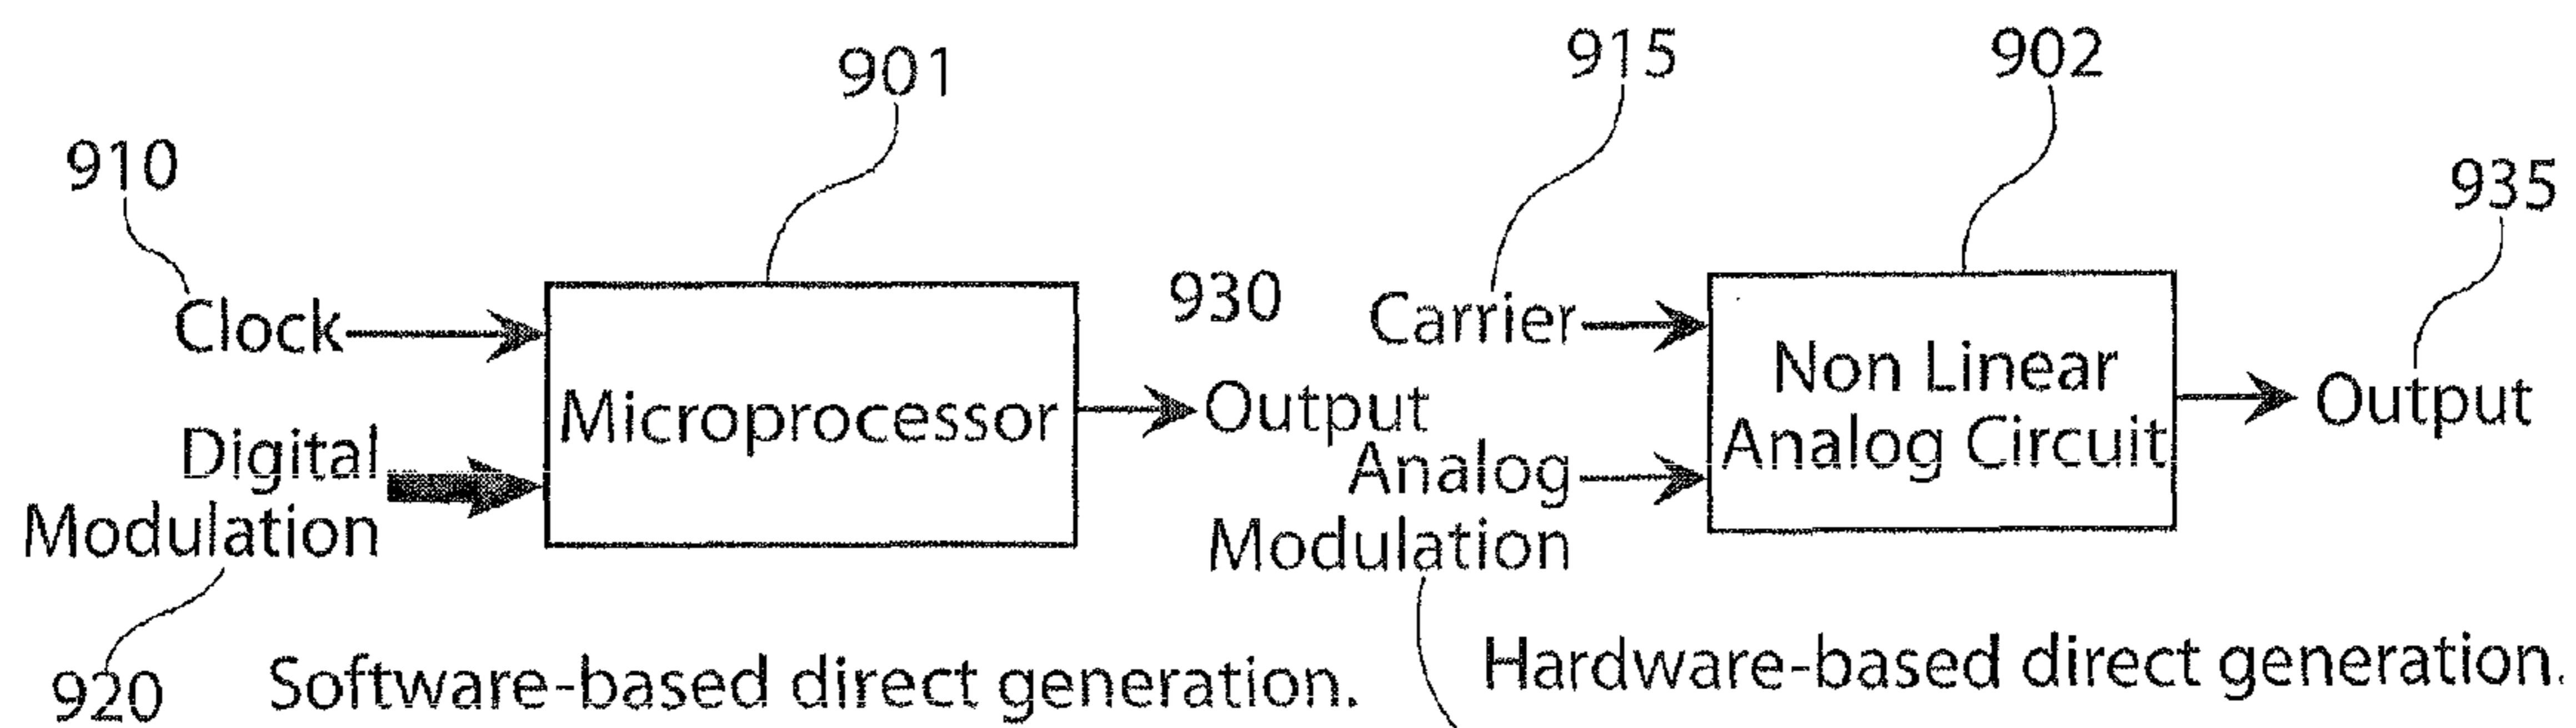 901
910
Clock
Microprocessor
Digital
Modulation
920
930
Output
Software-based direct generation.
915
902
935
Carrier
Non Linear
Analog Circuit
Analog
Modulation
Output
Hardware-based direct generation.